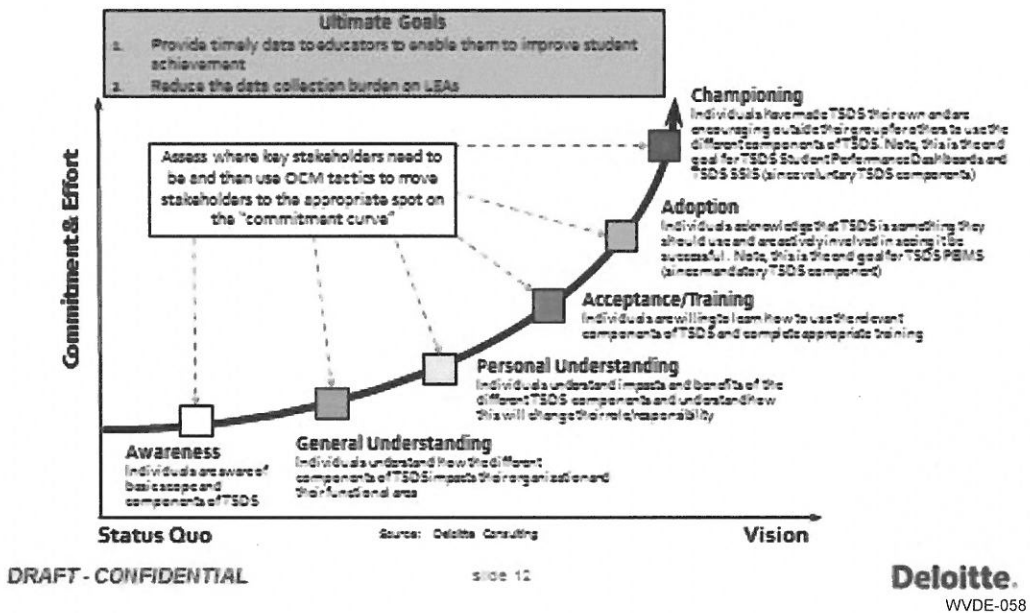 Ultimate Goals
1. Provide timely data to educators to enable them to improve student
achievement
2. Reduce the data collection burden on LEAs
Commitment & Effort
Assess where key stakeholders need to
be and then use OCM tactics to move
stakeholders to the appropriate spot on
the "commitment curve"
Championing
Individuals have made TSDS their own and are
encouraging outside their group for others to use the
different components of TSDS. Note, this is the end
goal for TSDS Student Performance Dashboards and
TSDS SSIS (since voluntary TSDS components)
Adoption
Individuals acknowledge that TSDS is something they
should use and are actively involved in seeing it be
successful. Note, this is the end goal for TSDS PEIMS
(since mandatory TSDS component)
Acceptance/Training
Individuals are willing to learn how to use the relevant
components of TSDS and complete appropriate training
Personal Understanding
Individuals understand impacts and benefits of the
different TSDS components and understand how
this will change their role/responsibility
General Understanding
Individuals understand how the different
components of TSDS impacts their organization and
their functional area
Awareness
Individuals are aware of
basic scope and
components of TSDS
Status Quo
Source: Deloitte Consulting
Vision
DRAFT - CONFIDENTIAL
slide 12
Deloitte.
WVDE-058